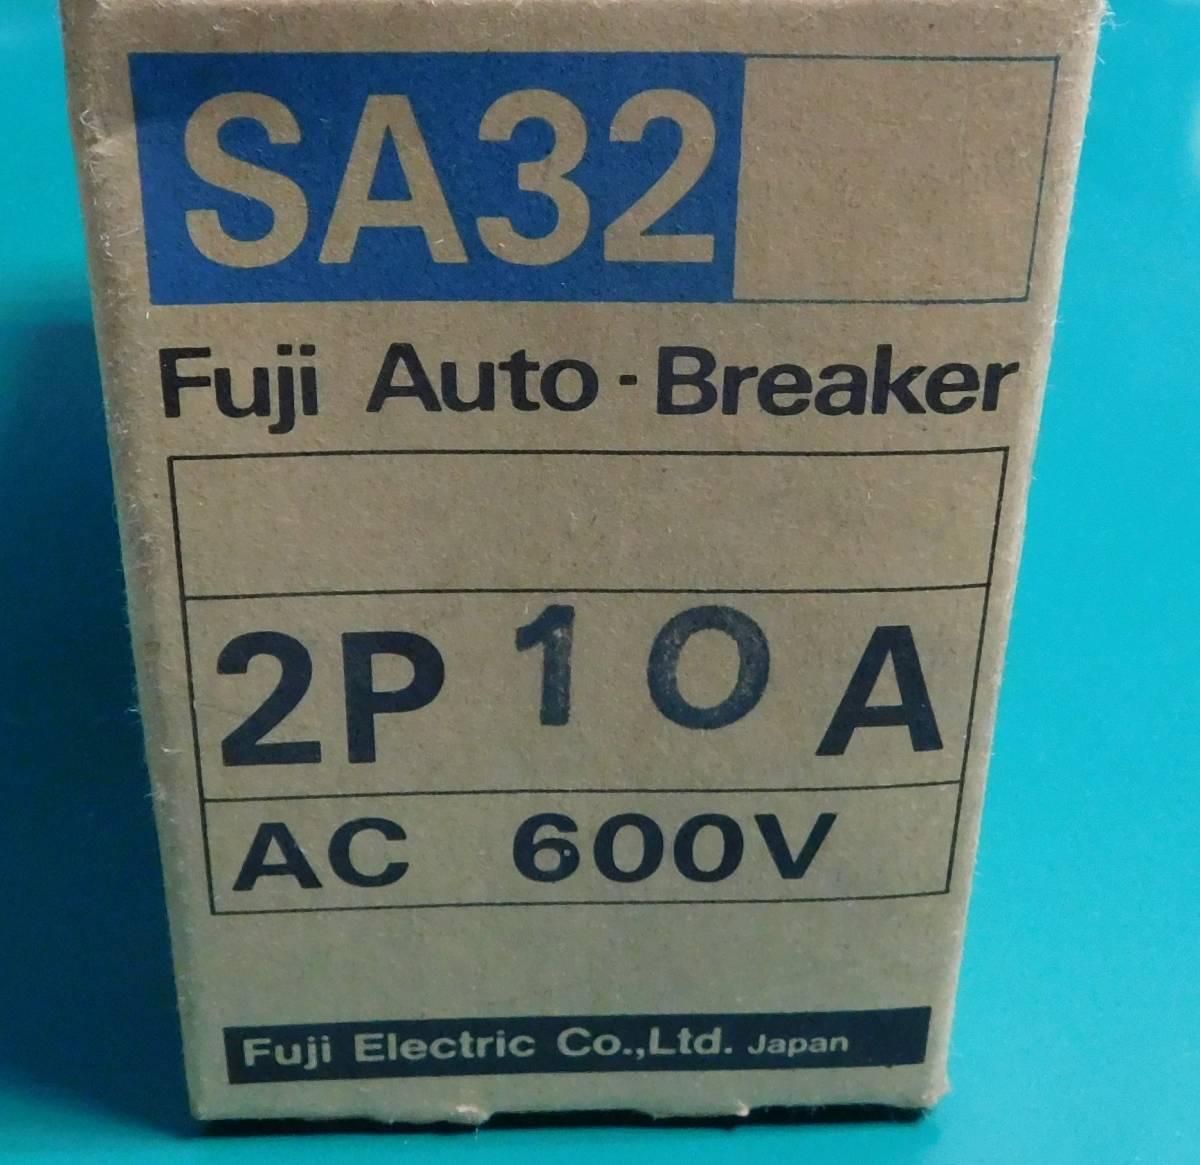 SA32
Fuji Auto-Breaker
2P 10 A
AC 600V
Fuji Electric Co.,Ltd. Japan